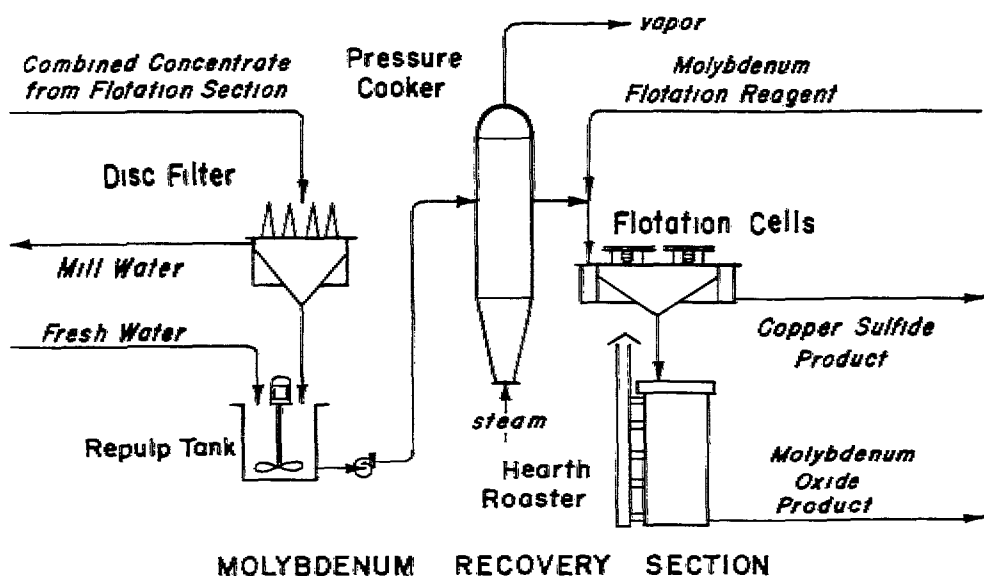 Combined Concentrate
from Flotation Section
Pressure
Cooker
vapor
Molybdenum
Flotation Reagent
Disc Filter
Mill Water
Flotation Cells
Fresh Water
Copper Sulfide
Product
Repulp Tank
S
steam
Hearth
Roaster
Molybdenum
Oxide
Product
MOLYBDENUM RECOVERY SECTION